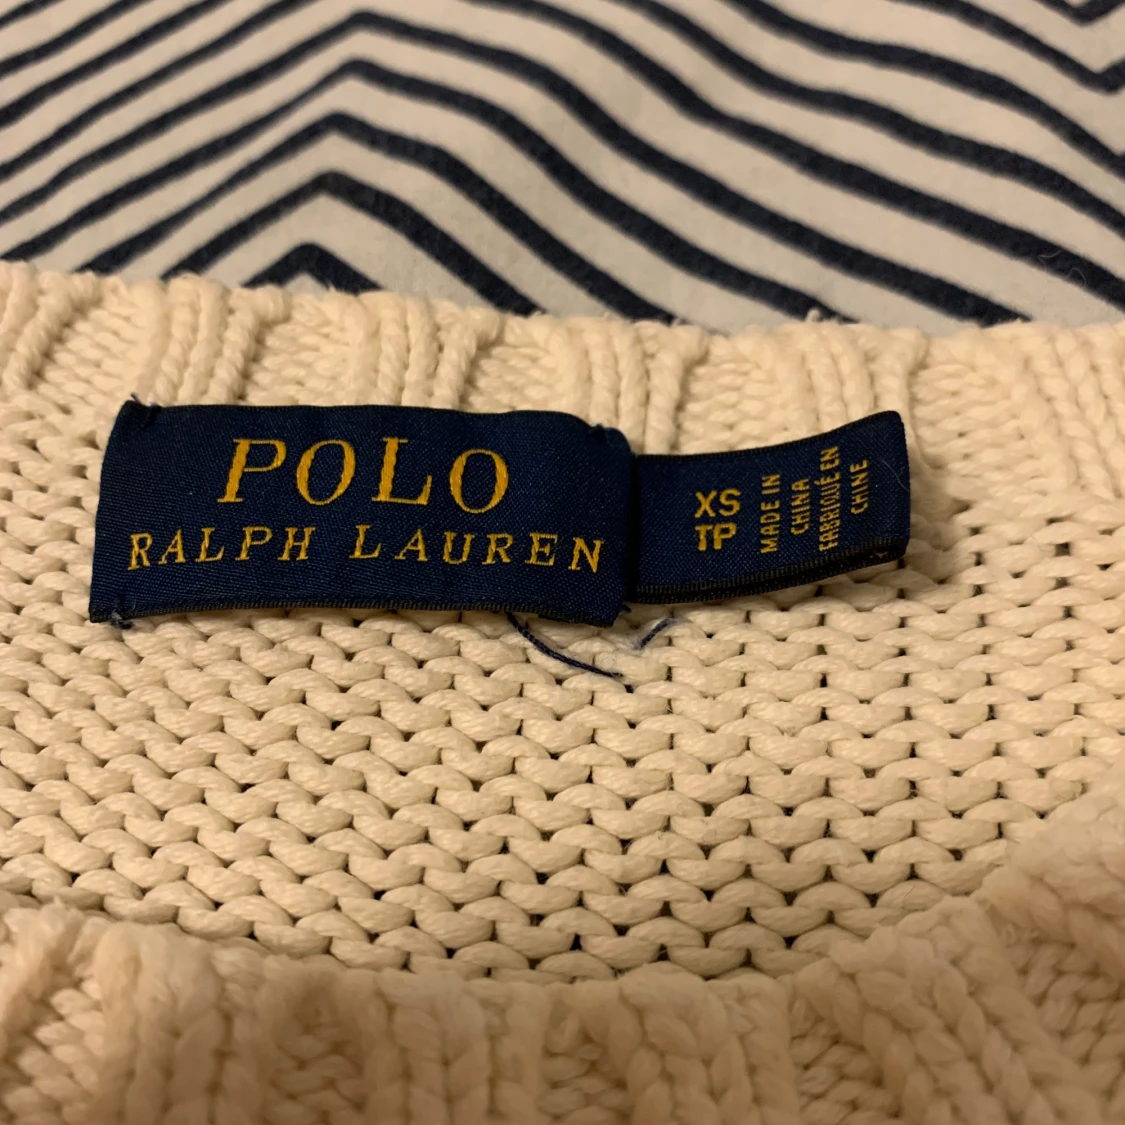 POLO
RALPH LAUREN
XS
TP
MADE IN
CHINA
FABRIQUÉ EN
CHINE